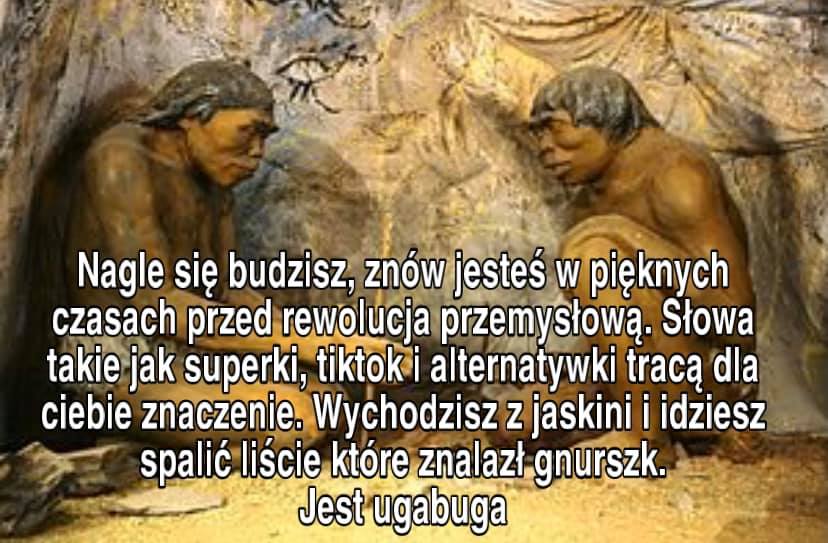 Nagle się budzisz, znów jesteś w pięknych
czasach przed rewolucja przemysłową. Słowa
takie jak superki, tiktok i alternatywki tracą dla
ciebie znaczenie. Wychodzisz z jaskini i idziesz
spalić liście które znalazł gnurszk.
Jest ugabuga